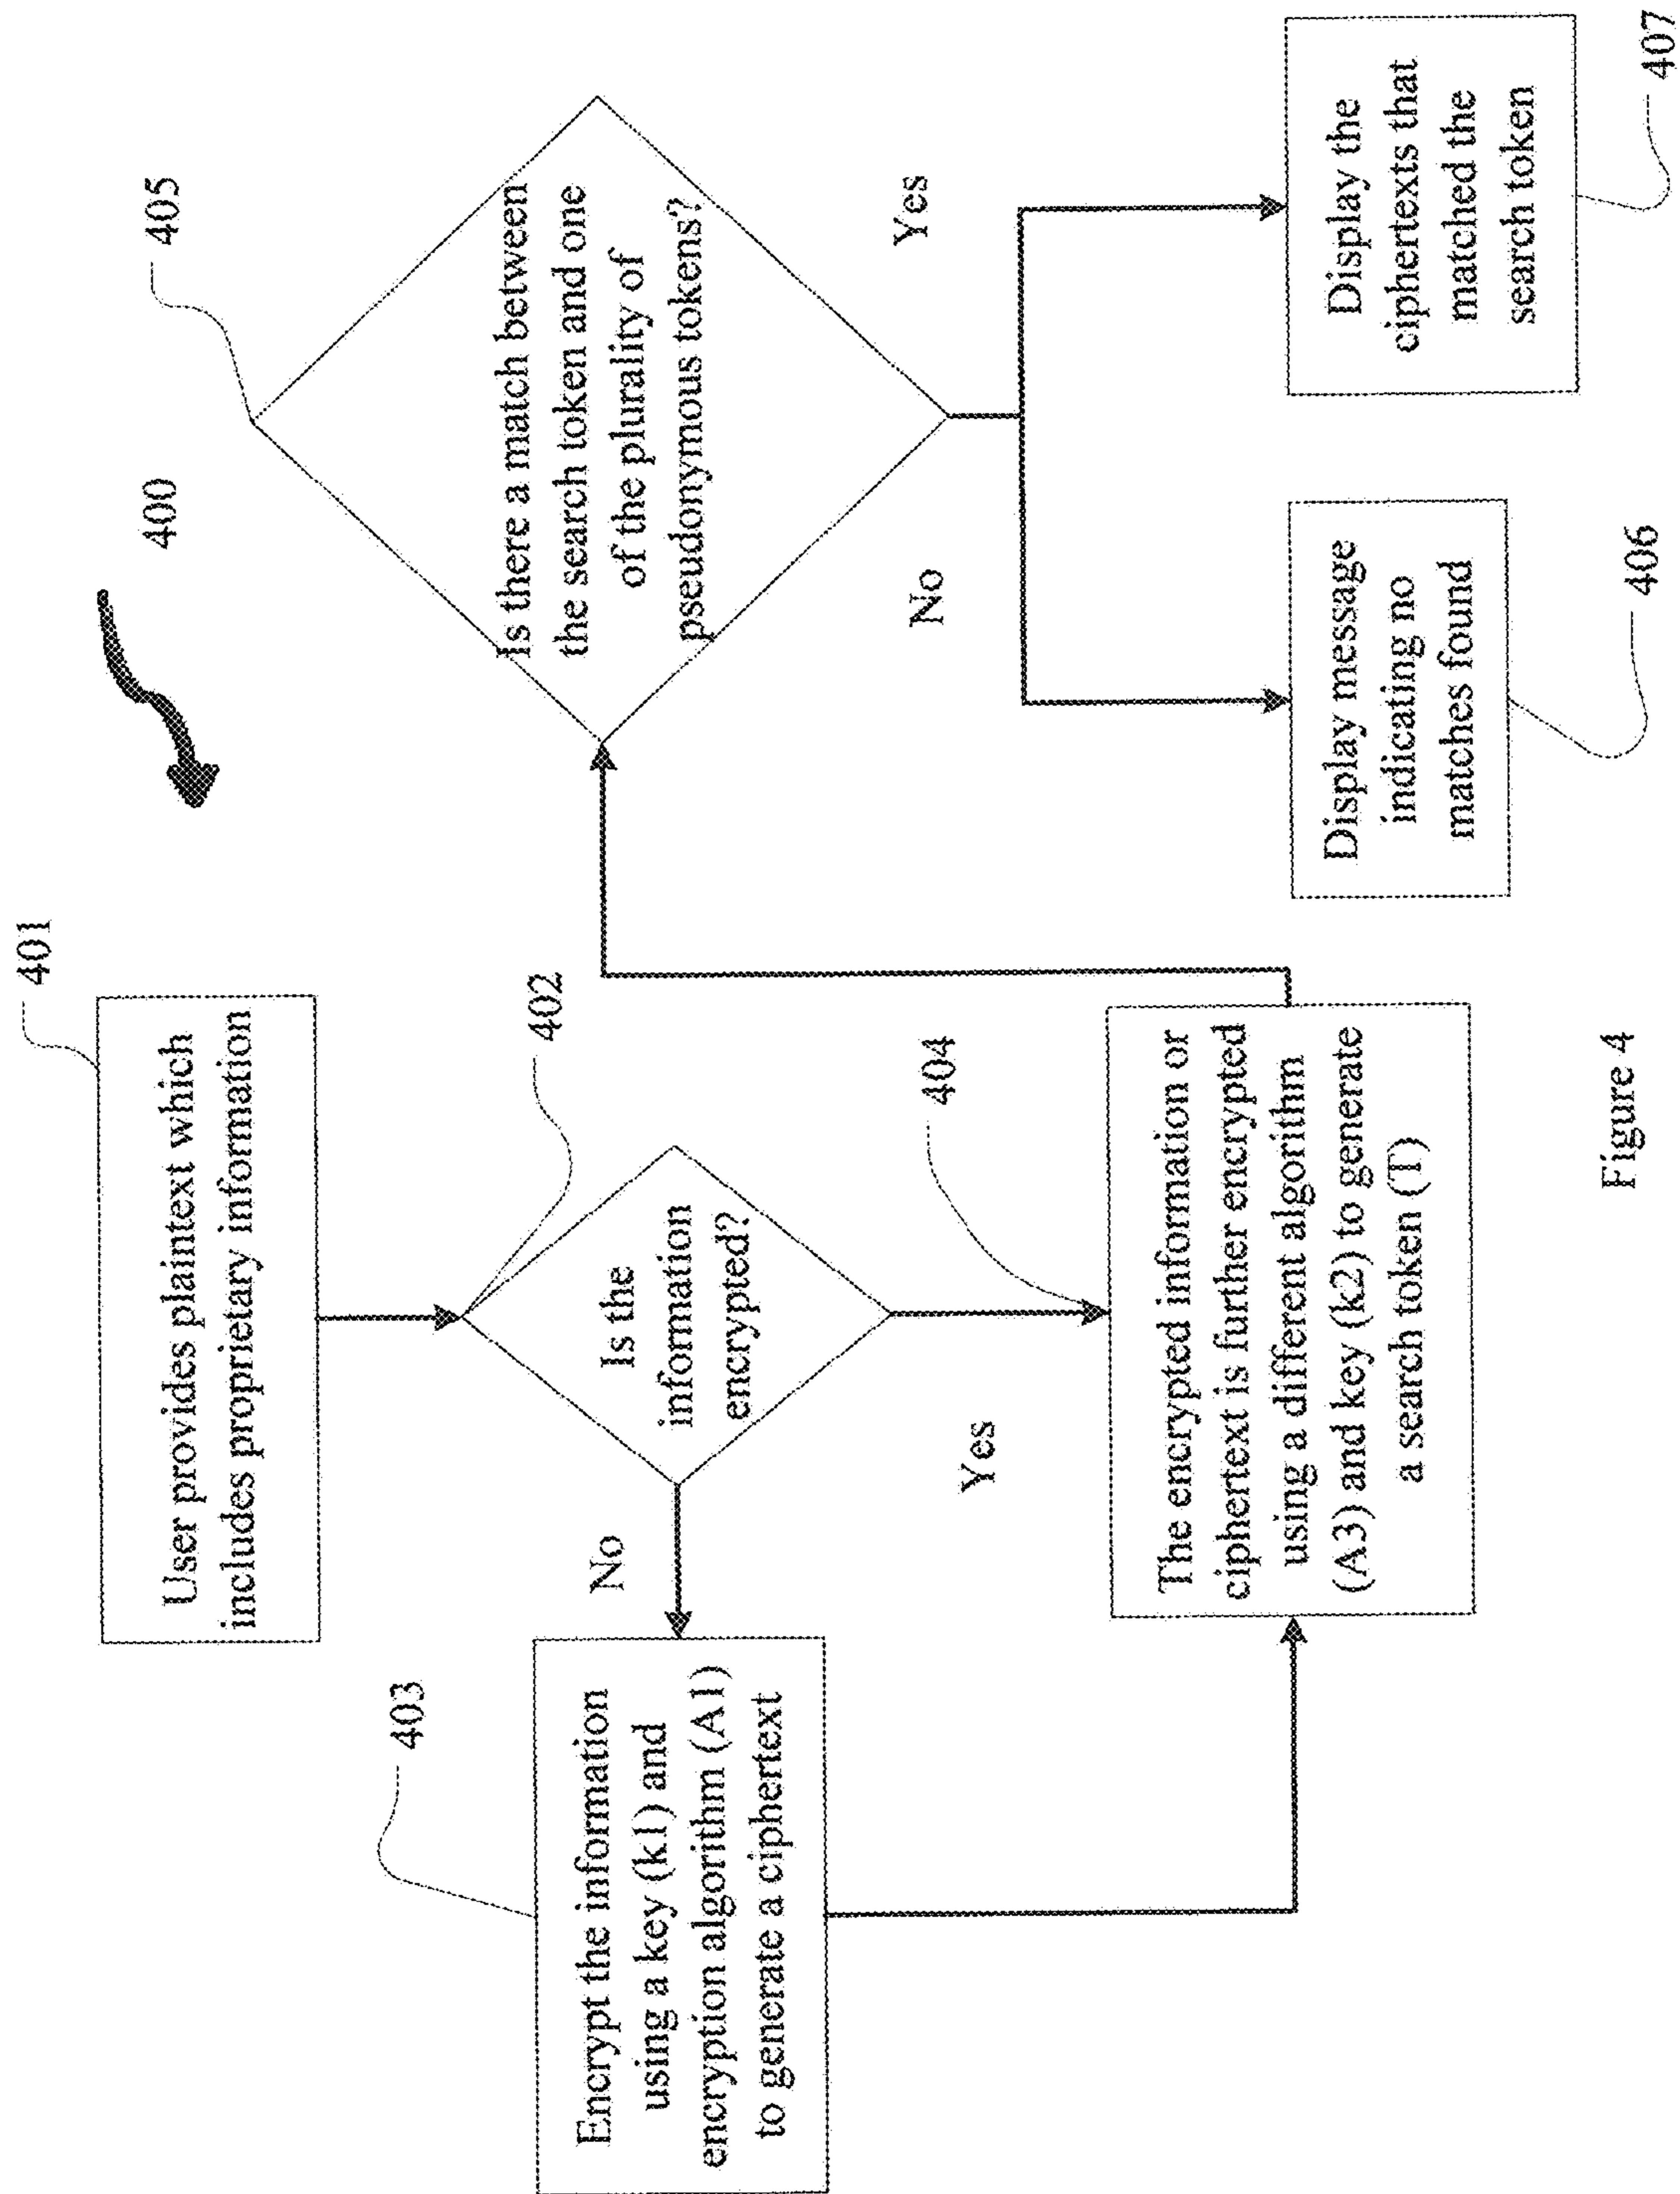 400
401
User provides plaintext which
includes proprietary information
402
Is the
information
encrypted?
No
Yes
403
Encrypt the information
using a key (k1) and
encryption algorithm (A1)
to generate a ciphertext
404
The encrypted information or
ciphertext is further encrypted
using a different algorithm
(A3) and key (k2) to generate
a search token (T)
405
Is there a match between
the search token and one
of the plurality of
pseudonymous tokens?
No
Yes
Display message
indicating no
matches found
406
Display the
ciphertexts that
matched the
search token
407
Figure 4